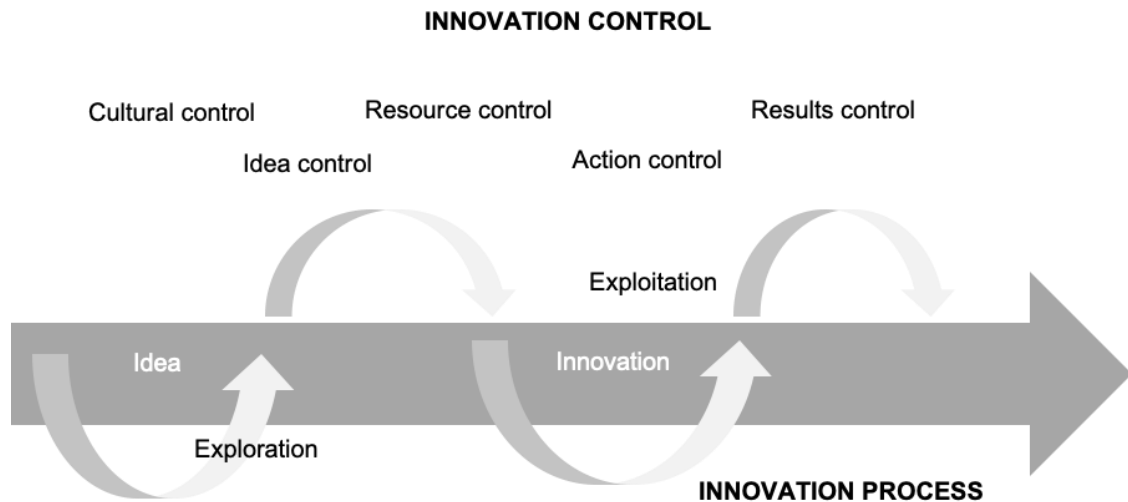 INNOVATION CONTROL
Cultural control
Resource control
Results control
Idea control
Action control
Exploitation
Idea
Innovation
Exploration
INNOVATION PROCESS